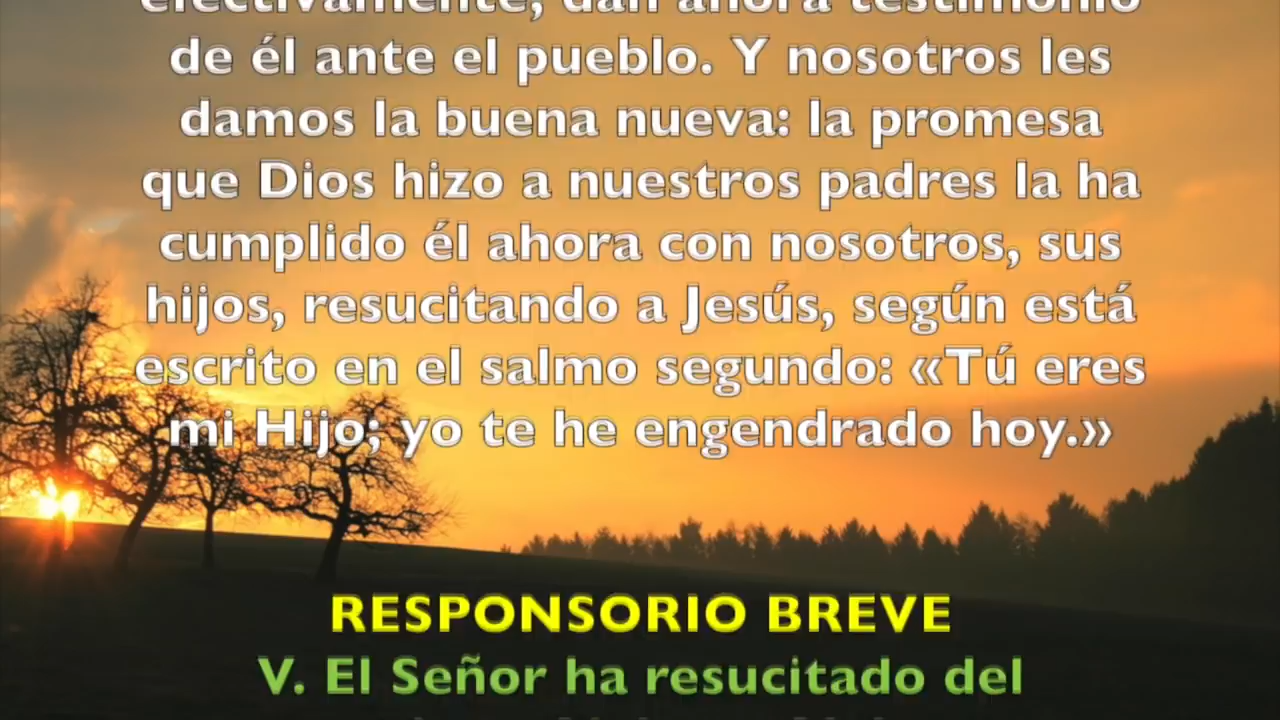 efectivamente, dan ahora testimonio
de él ante el pueblo. Y nosotros les
damos la buena nueva: la promesa
que Dios hizo a nuestros padres la ha
cumplido él ahora con nosotros, sus
hijos, resucitando a Jesús, según está
escrito en el salmo segundo: «Tú eres
mi Hijo; yo te he engendrado hoy.»
RESPONSORIO BREVE
V. El Señor ha resucitado del